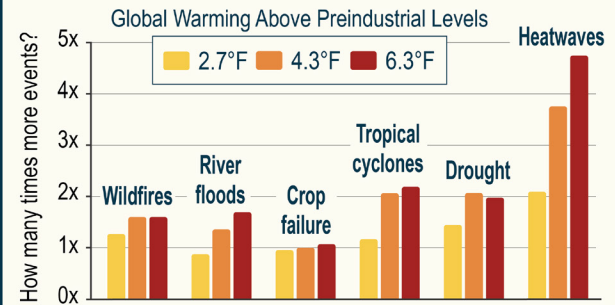 Global Warming Above Preindustrial Levels
2.7°F 4.3°F 6.3°F
How many times more events?
5x
4x
3x
2x
1x
0x
Wildfires
River
floods
Crop
failure
Tropical
cyclones
Drought
Heatwaves